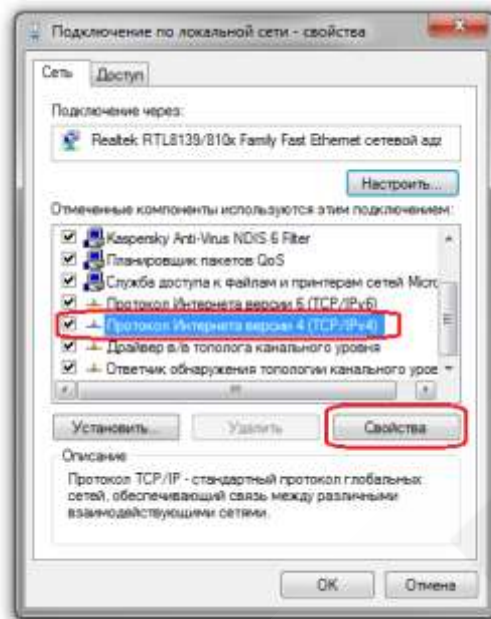 Подключение по локальной сети - свойства
Сеть Доступ
Подключение через:
Realtek RTL8139/810x Family Fast Ethernet сетевой ада
Настроить...
Отмеченные компоненты используются этим подключением:
Kaspersky Anti-Virus NDIS 6 Filter
Планировщик пакетов QoS
Служба доступа к файлам и принтерам сетей Micro
Протокол Интернета версии 6 (TCP/IPv6)
Протокол Интернета версии 4 (TCP/IPv4)
Драйвер в/в тополога канального уровня
Ответчик обнаружения топологии канального уров
Установить... Удалить Свойства
Описание
Протокол TCP/IP - стандартный протокол глобальных
сетей, обеспечивающий связь между различными
взаимодействующими сетями.
OK Отмена